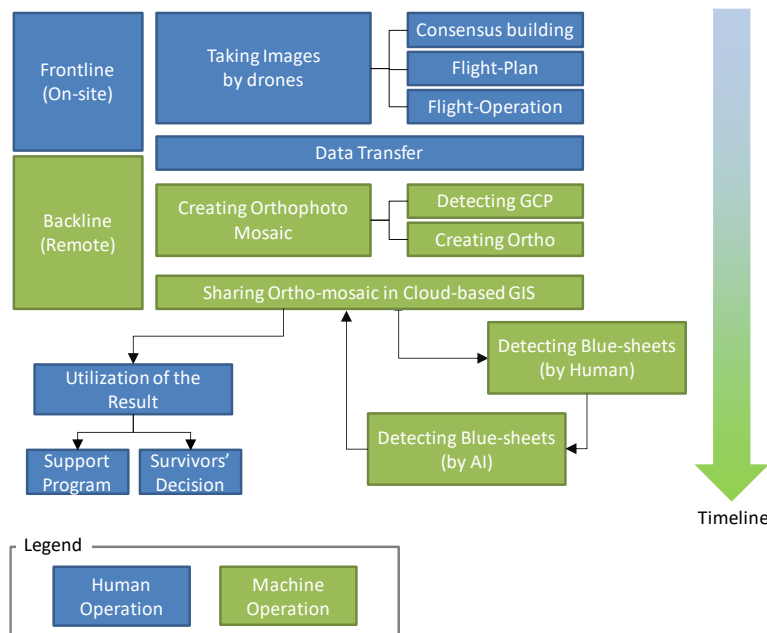 Frontline
(On-site)
Taking Images
by drones
Consensus building
Flight-Plan
Flight-Operation
Data Transfer
Backline
(Remote)
Creating Orthophoto
Mosaic
Detecting GCP
Creating Ortho
Sharing Ortho-mosaic in Cloud-based GIS
Detecting Blue-sheets
(by Human)
Utilization of the
Result
Detecting Blue-sheets
(by AI)
Support
Program
Survivors'
Decision
Timeline
Legend
Human
Operation
Machine
Operation